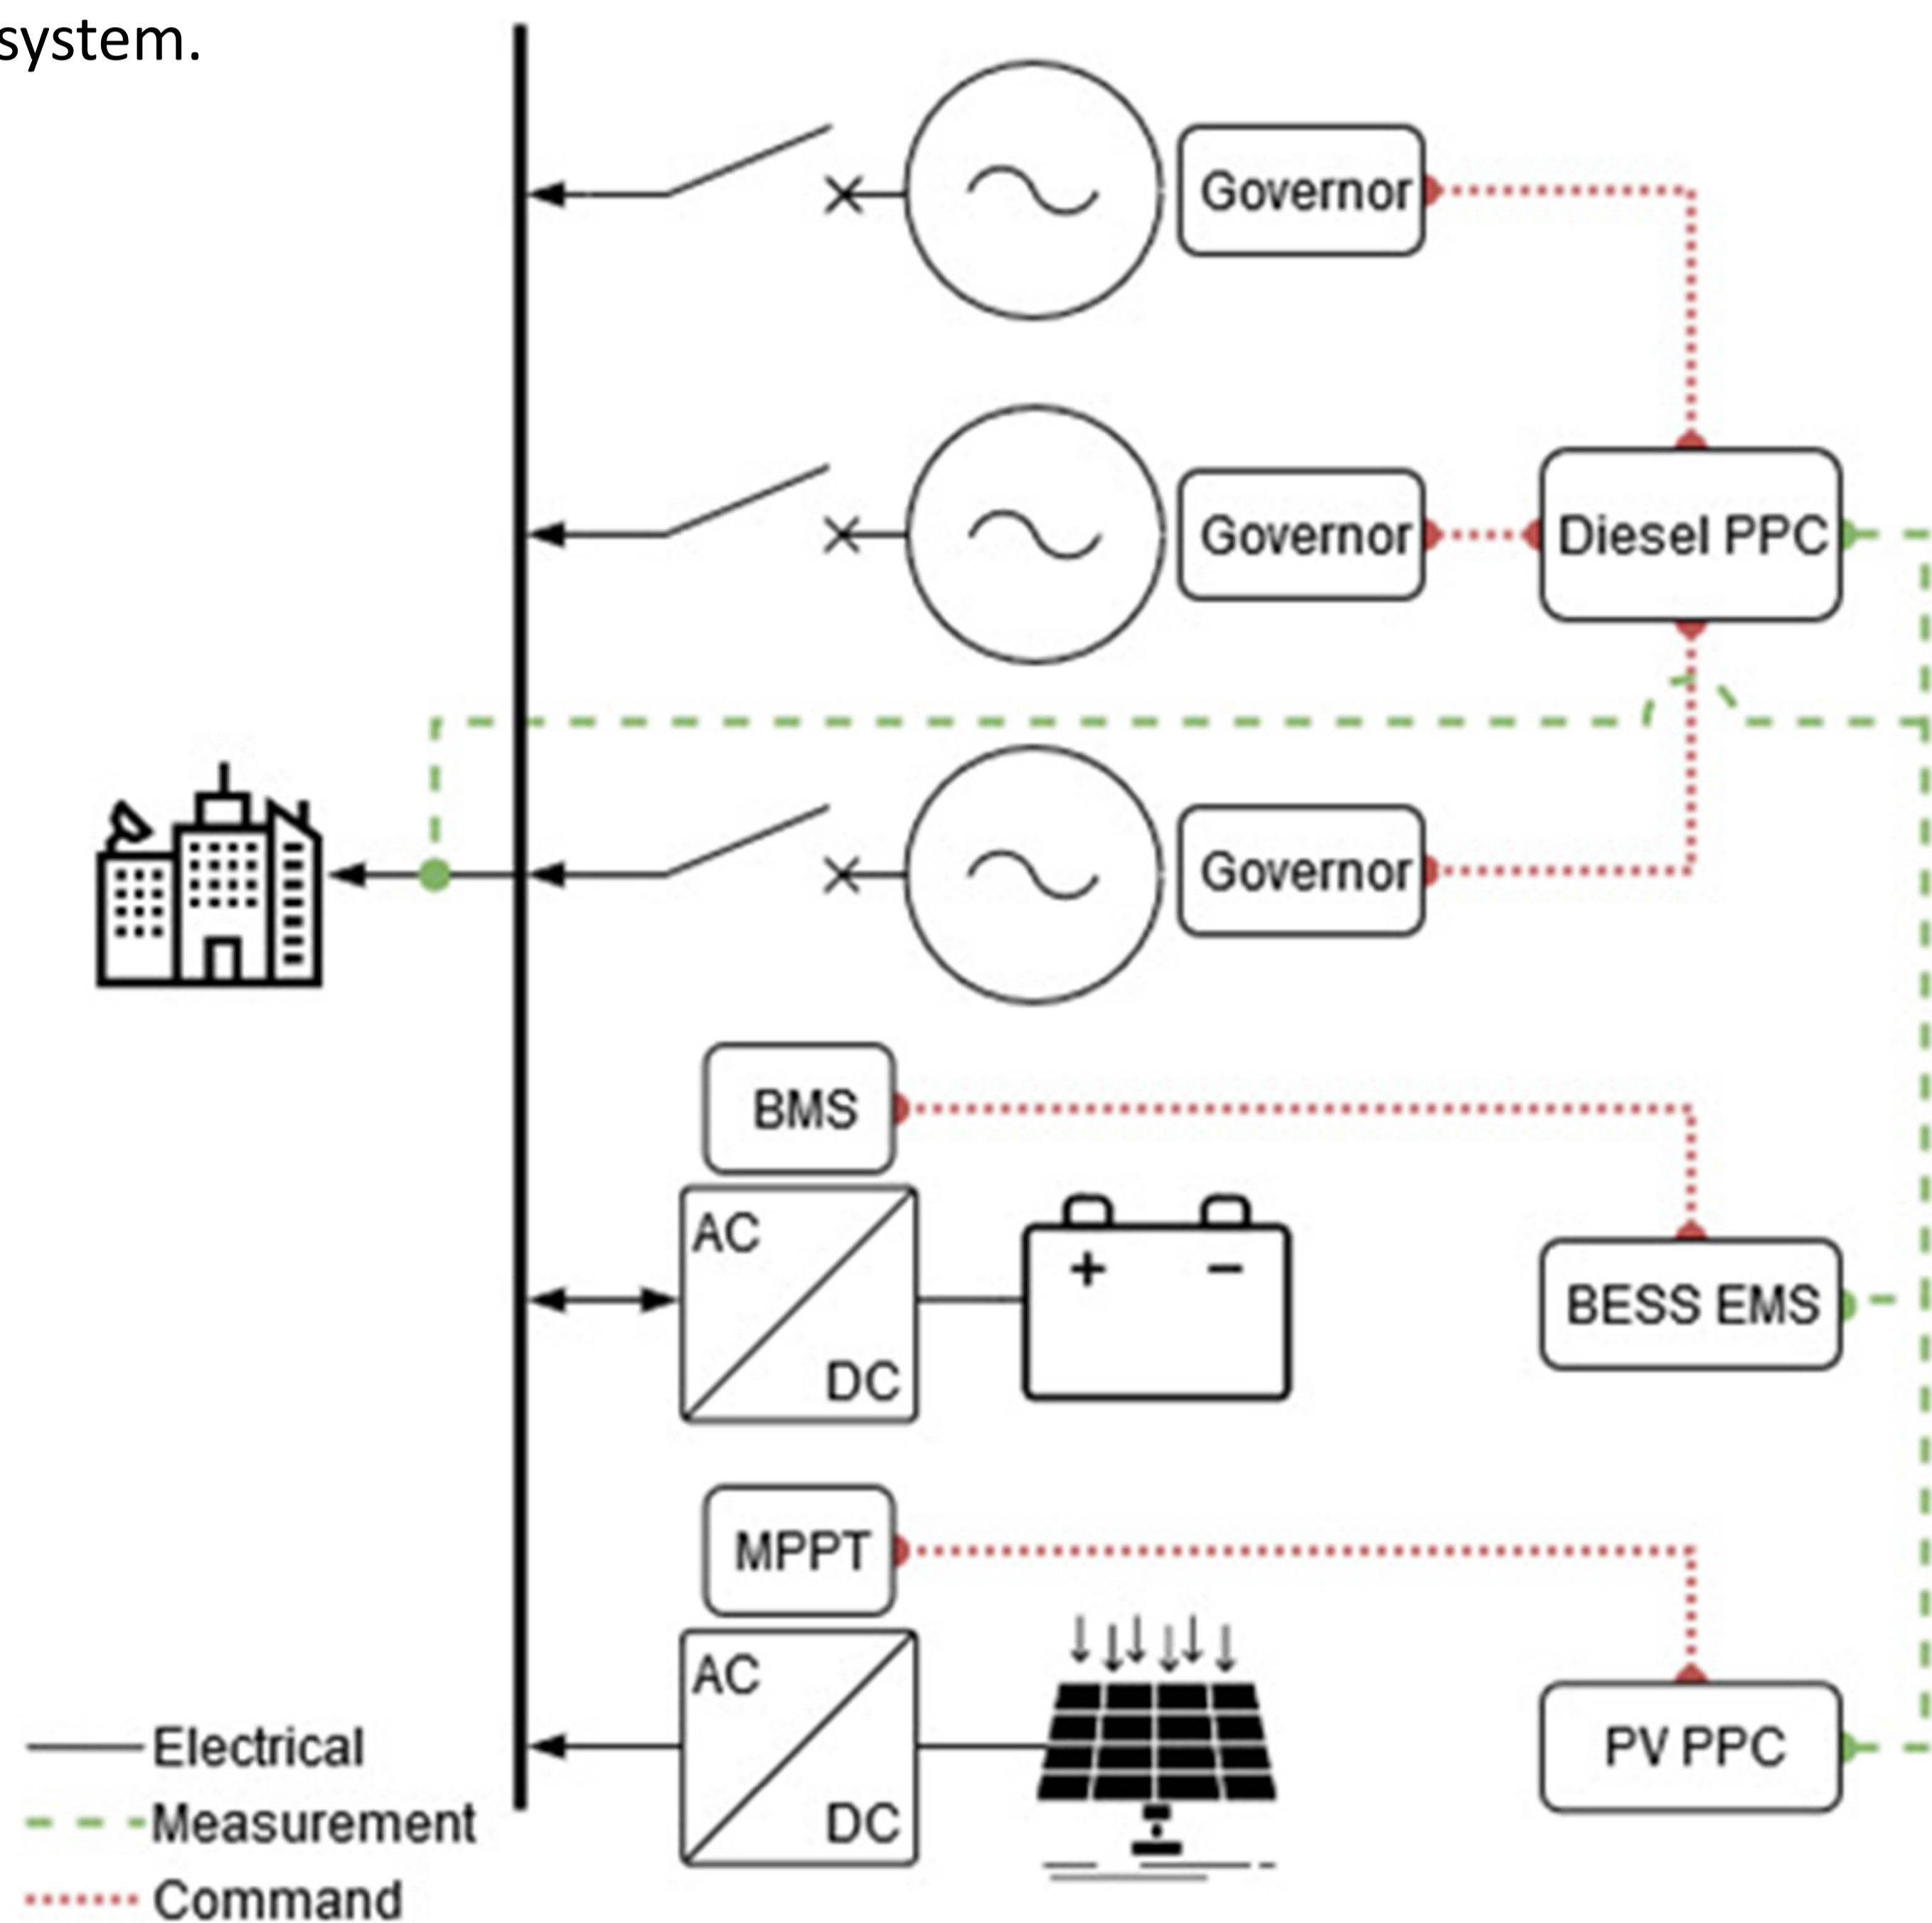 system.
Governor
Governor
Diesel PPC
Governor
BMS
AC
DC
+ −
BESS EMS
MPPT
AC
DC
PV PPC
Electrical
Measurement
Command